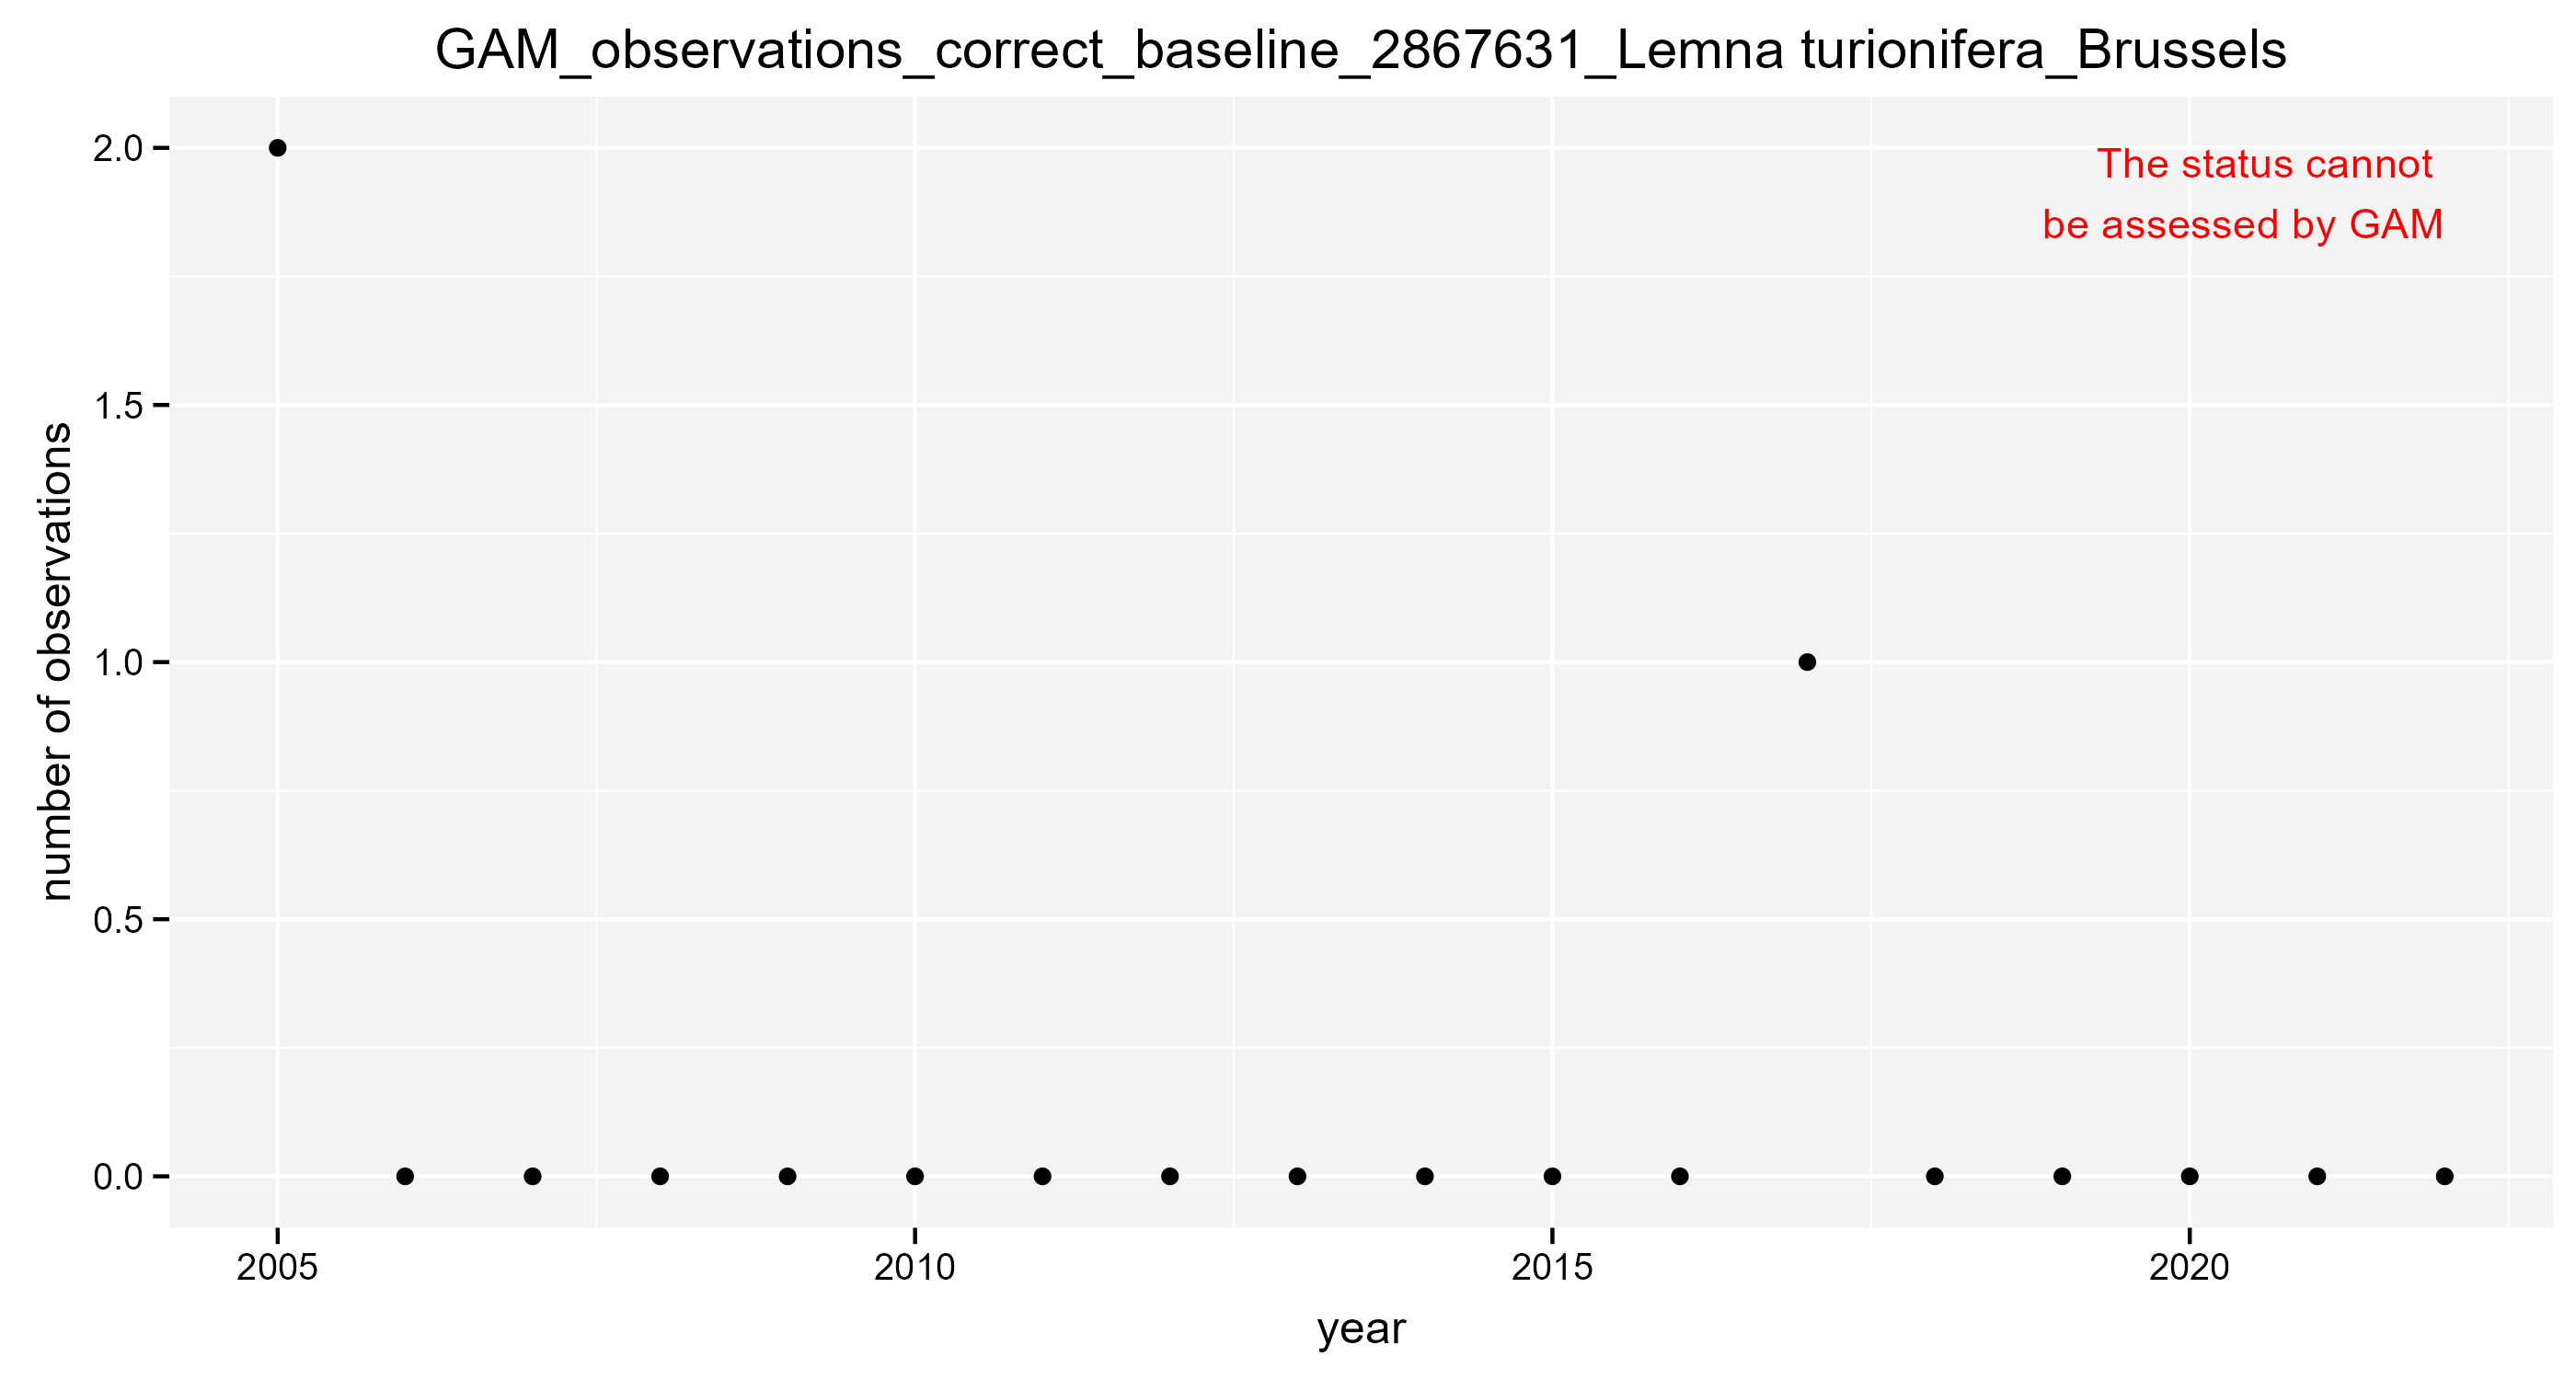 GAM_observations_correct_baseline_2867631_Lemna turionifera_Brussels
The status cannot
be assessed by GAM
number of observations
2.0
1.5
1.0
0.5
0.0
2005
2010
2015
2020
year